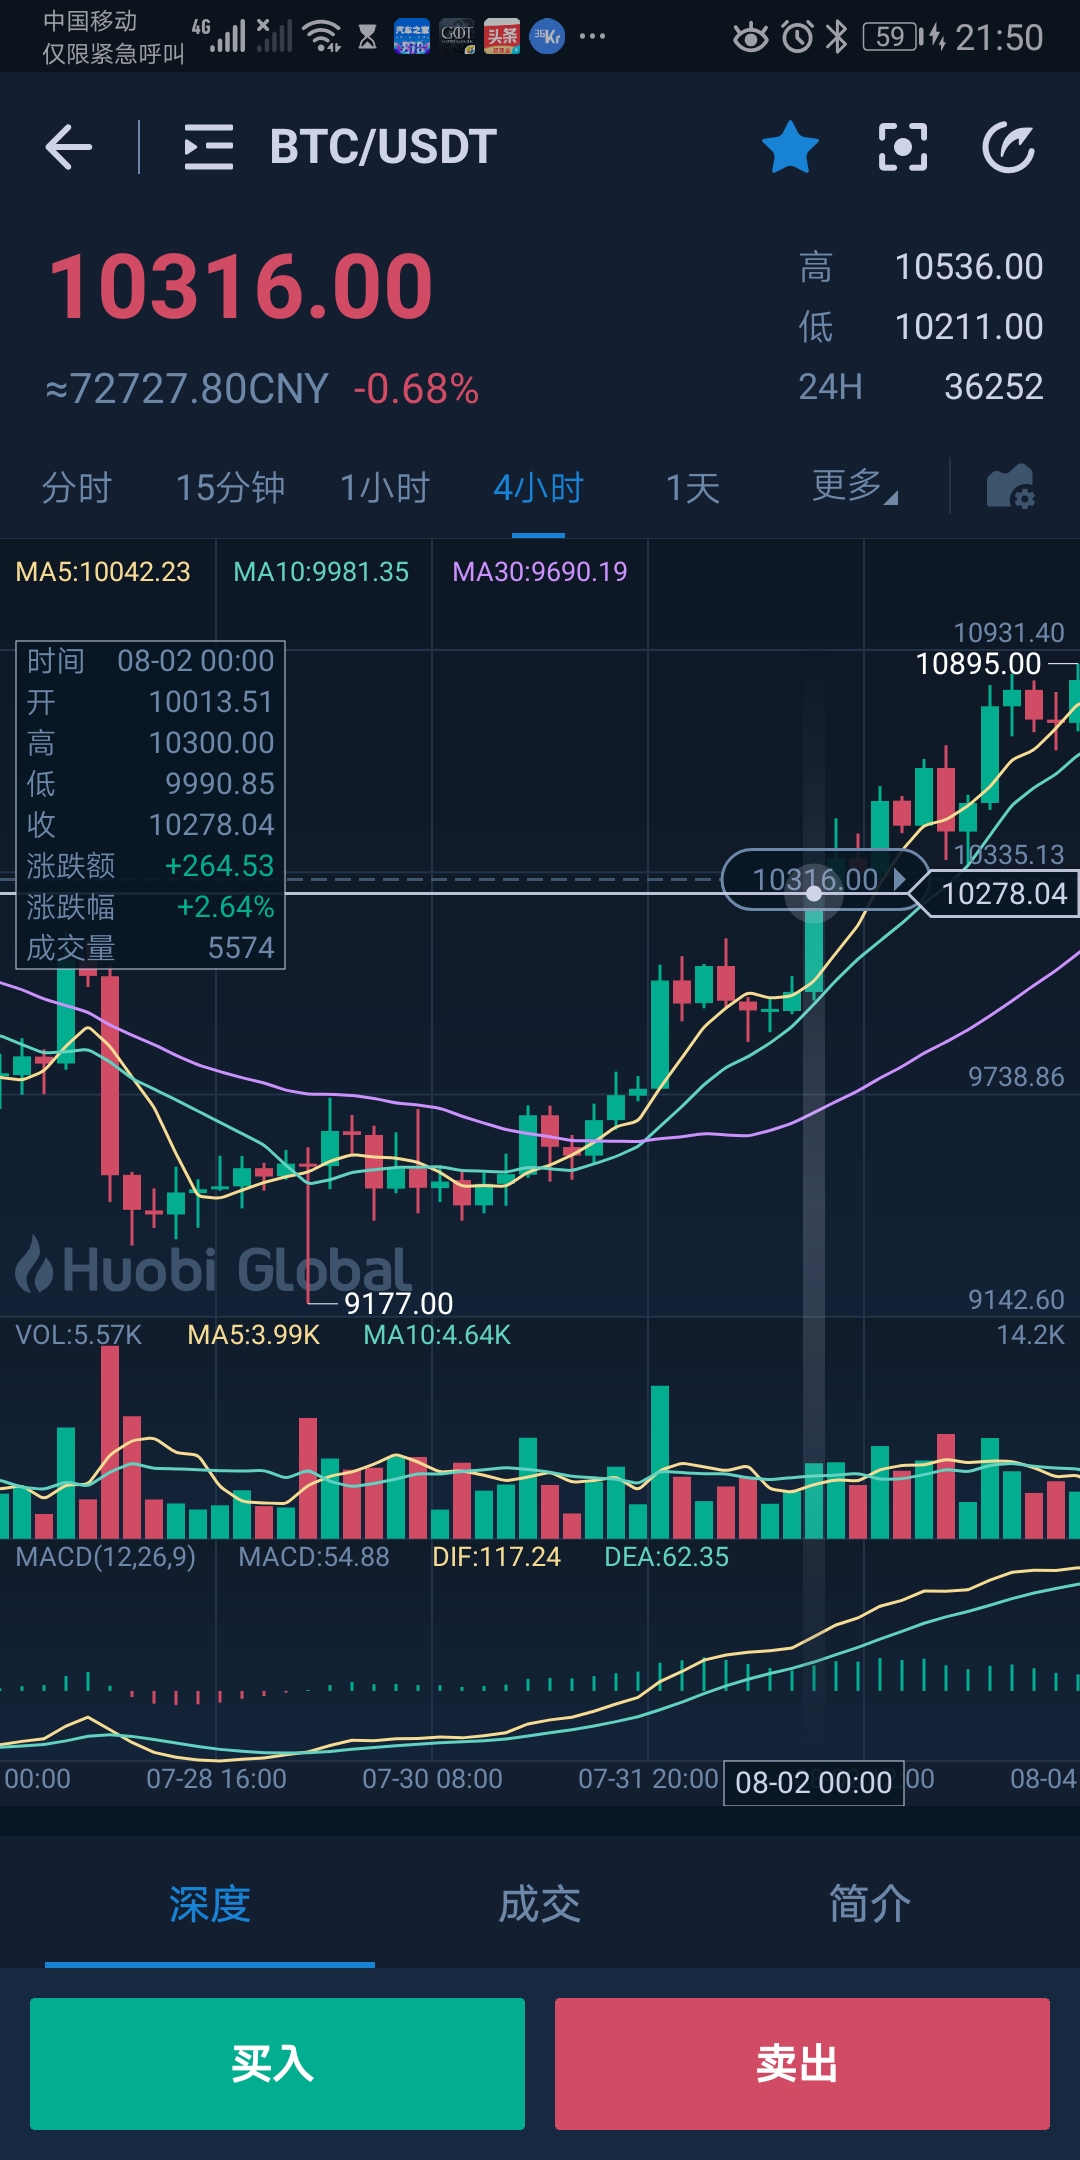 中国移动
仅限紧急呼叫
4G
汽车之家
GOT
头条
36Kr
59
21:50
BTC/USDT
10316.00
高 10536.00
低 10211.00
≈72727.80CNY -0.68%
24H 36252
分时 15分钟 1小时 4小时 1天 更多
MA5:10042.23 MA10:9981.35 MA30:9690.19
10931.40
10895.00
时间 08-02 00:00
开 10013.51
高 10300.00
低 9990.85
收 10278.04
涨跌额 +264.53
涨跌幅 +2.64%
成交量 5574
10335.13
10316.00
10278.04
9738.86
Huobi Global
9177.00
9142.60
VOL:5.57K MA5:3.99K MA10:4.64K 14.2K
MACD(12,26,9) MACD:54.88 DIF:117.24 DEA:62.35
00:00 07-28 16:00 07-30 08:00 07-31 20:00 08-02 00:00 :00 08-04
深度 成交 简介
买入 卖出